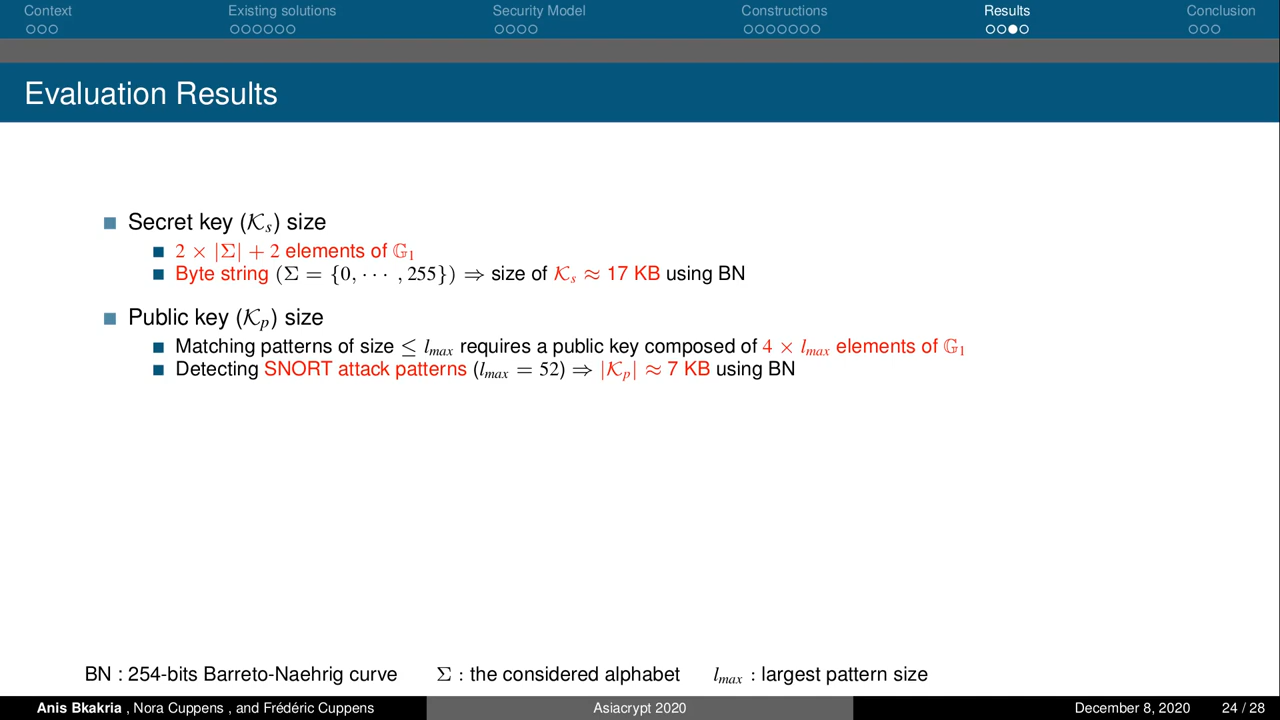 Context Existing solutions Security Model Constructions Results Conclusion
Evaluation Results
Secret key (𝒦ₛ) size
2 × |Σ| + 2 elements of 𝔾₁
Byte string (Σ = {0, ⋯ , 255}) ⇒ size of 𝒦ₛ ≈ 17 KB using BN
Public key (𝒦ₚ) size
Matching patterns of size ≤ lₘₐₓ requires a public key composed of 4 × lₘₐₓ elements of 𝔾₁
Detecting SNORT attack patterns (lₘₐₓ = 52) ⇒ |𝒦ₚ| ≈ 7 KB using BN
BN : 254-bits Barreto-Naehrig curve Σ : the considered alphabet lₘₐₓ : largest pattern size
Anis Bkakria , Nora Cuppens , and Frédéric Cuppens Asiacrypt 2020 December 8, 2020 24 / 28